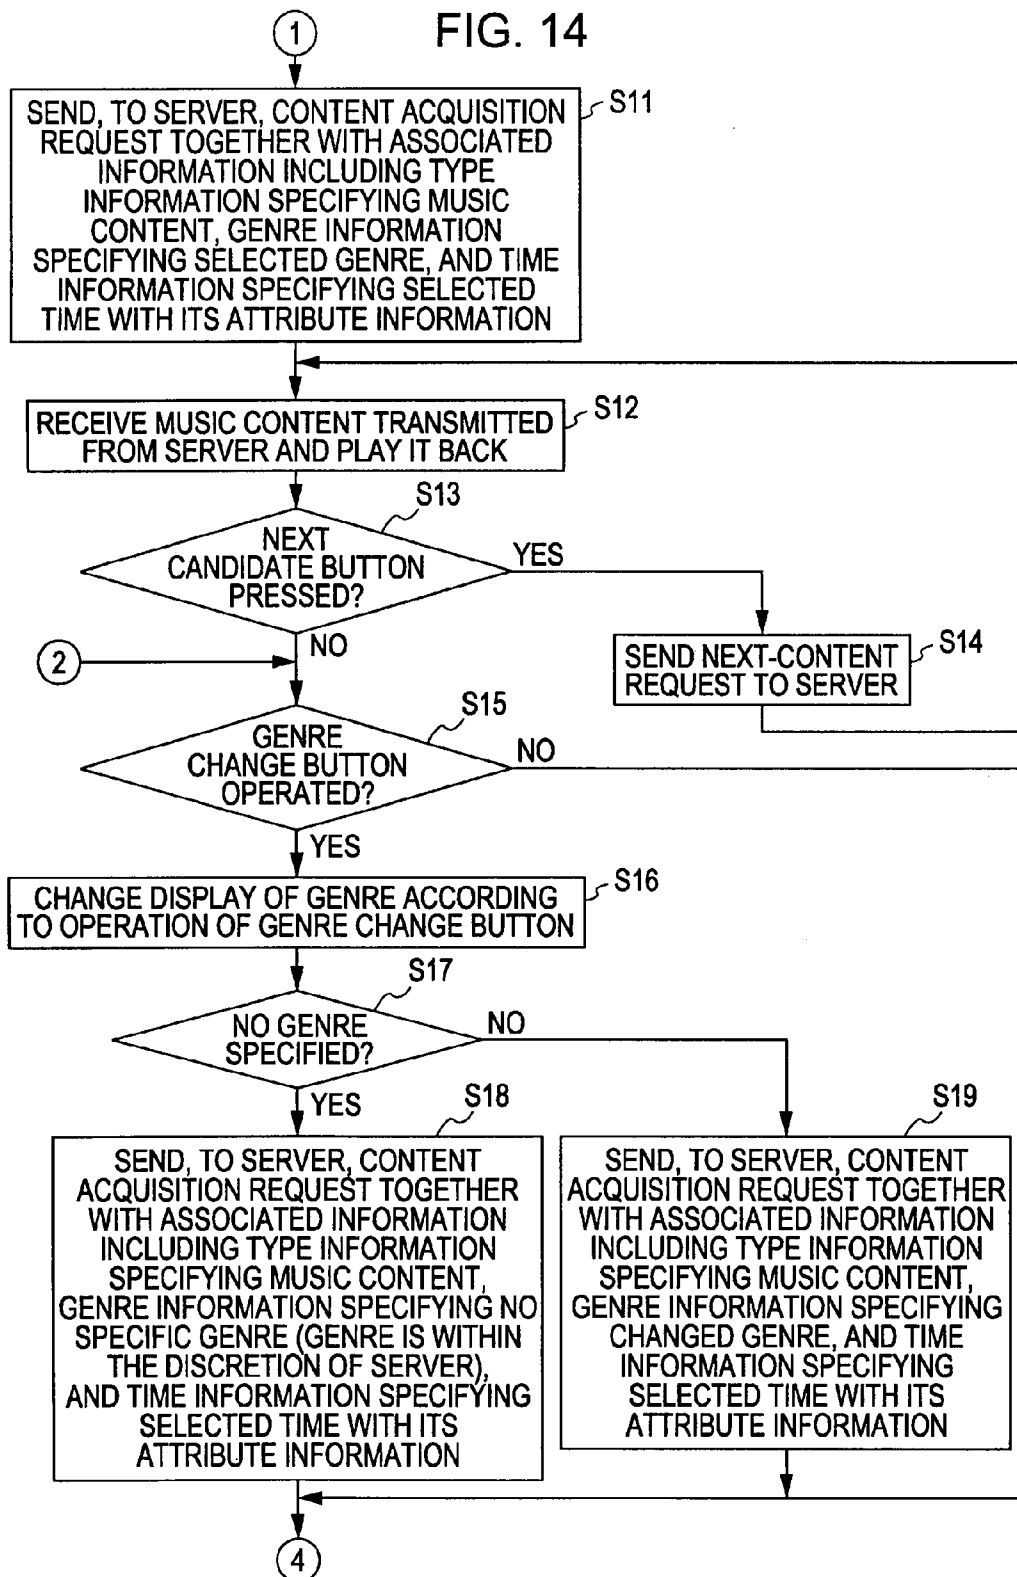 FIG. 14
1
SEND, TO SERVER, CONTENT ACQUISITION
REQUEST TOGETHER WITH ASSOCIATED
INFORMATION INCLUDING TYPE
INFORMATION SPECIFYING MUSIC
CONTENT, GENRE INFORMATION
SPECIFYING SELECTED GENRE, AND TIME
INFORMATION SPECIFYING SELECTED
TIME WITH ITS ATTRIBUTE INFORMATION
S11
RECEIVE MUSIC CONTENT TRANSMITTED
FROM SERVER AND PLAY IT BACK
S12
S13
NEXT
CANDIDATE BUTTON
PRESSED?
YES
NO
S14
SEND NEXT-CONTENT
REQUEST TO SERVER
2
S15
GENRE
CHANGE BUTTON
OPERATED?
NO
YES
S16
CHANGE DISPLAY OF GENRE ACCORDING
TO OPERATION OF GENRE CHANGE BUTTON
S17
NO GENRE
SPECIFIED?
NO
YES
S18
SEND, TO SERVER, CONTENT
ACQUISITION REQUEST TOGETHER
WITH ASSOCIATED INFORMATION
INCLUDING TYPE INFORMATION
SPECIFYING MUSIC CONTENT,
GENRE INFORMATION SPECIFYING NO
SPECIFIC GENRE (GENRE IS WITHIN
THE DISCRETION OF SERVER),
AND TIME INFORMATION SPECIFYING
SELECTED TIME WITH ITS
ATTRIBUTE INFORMATION
S19
SEND, TO SERVER, CONTENT
ACQUISITION REQUEST TOGETHER
WITH ASSOCIATED INFORMATION
INCLUDING TYPE INFORMATION
SPECIFYING MUSIC CONTENT,
GENRE INFORMATION SPECIFYING
CHANGED GENRE, AND TIME
INFORMATION SPECIFYING
SELECTED TIME WITH ITS
ATTRIBUTE INFORMATION
4